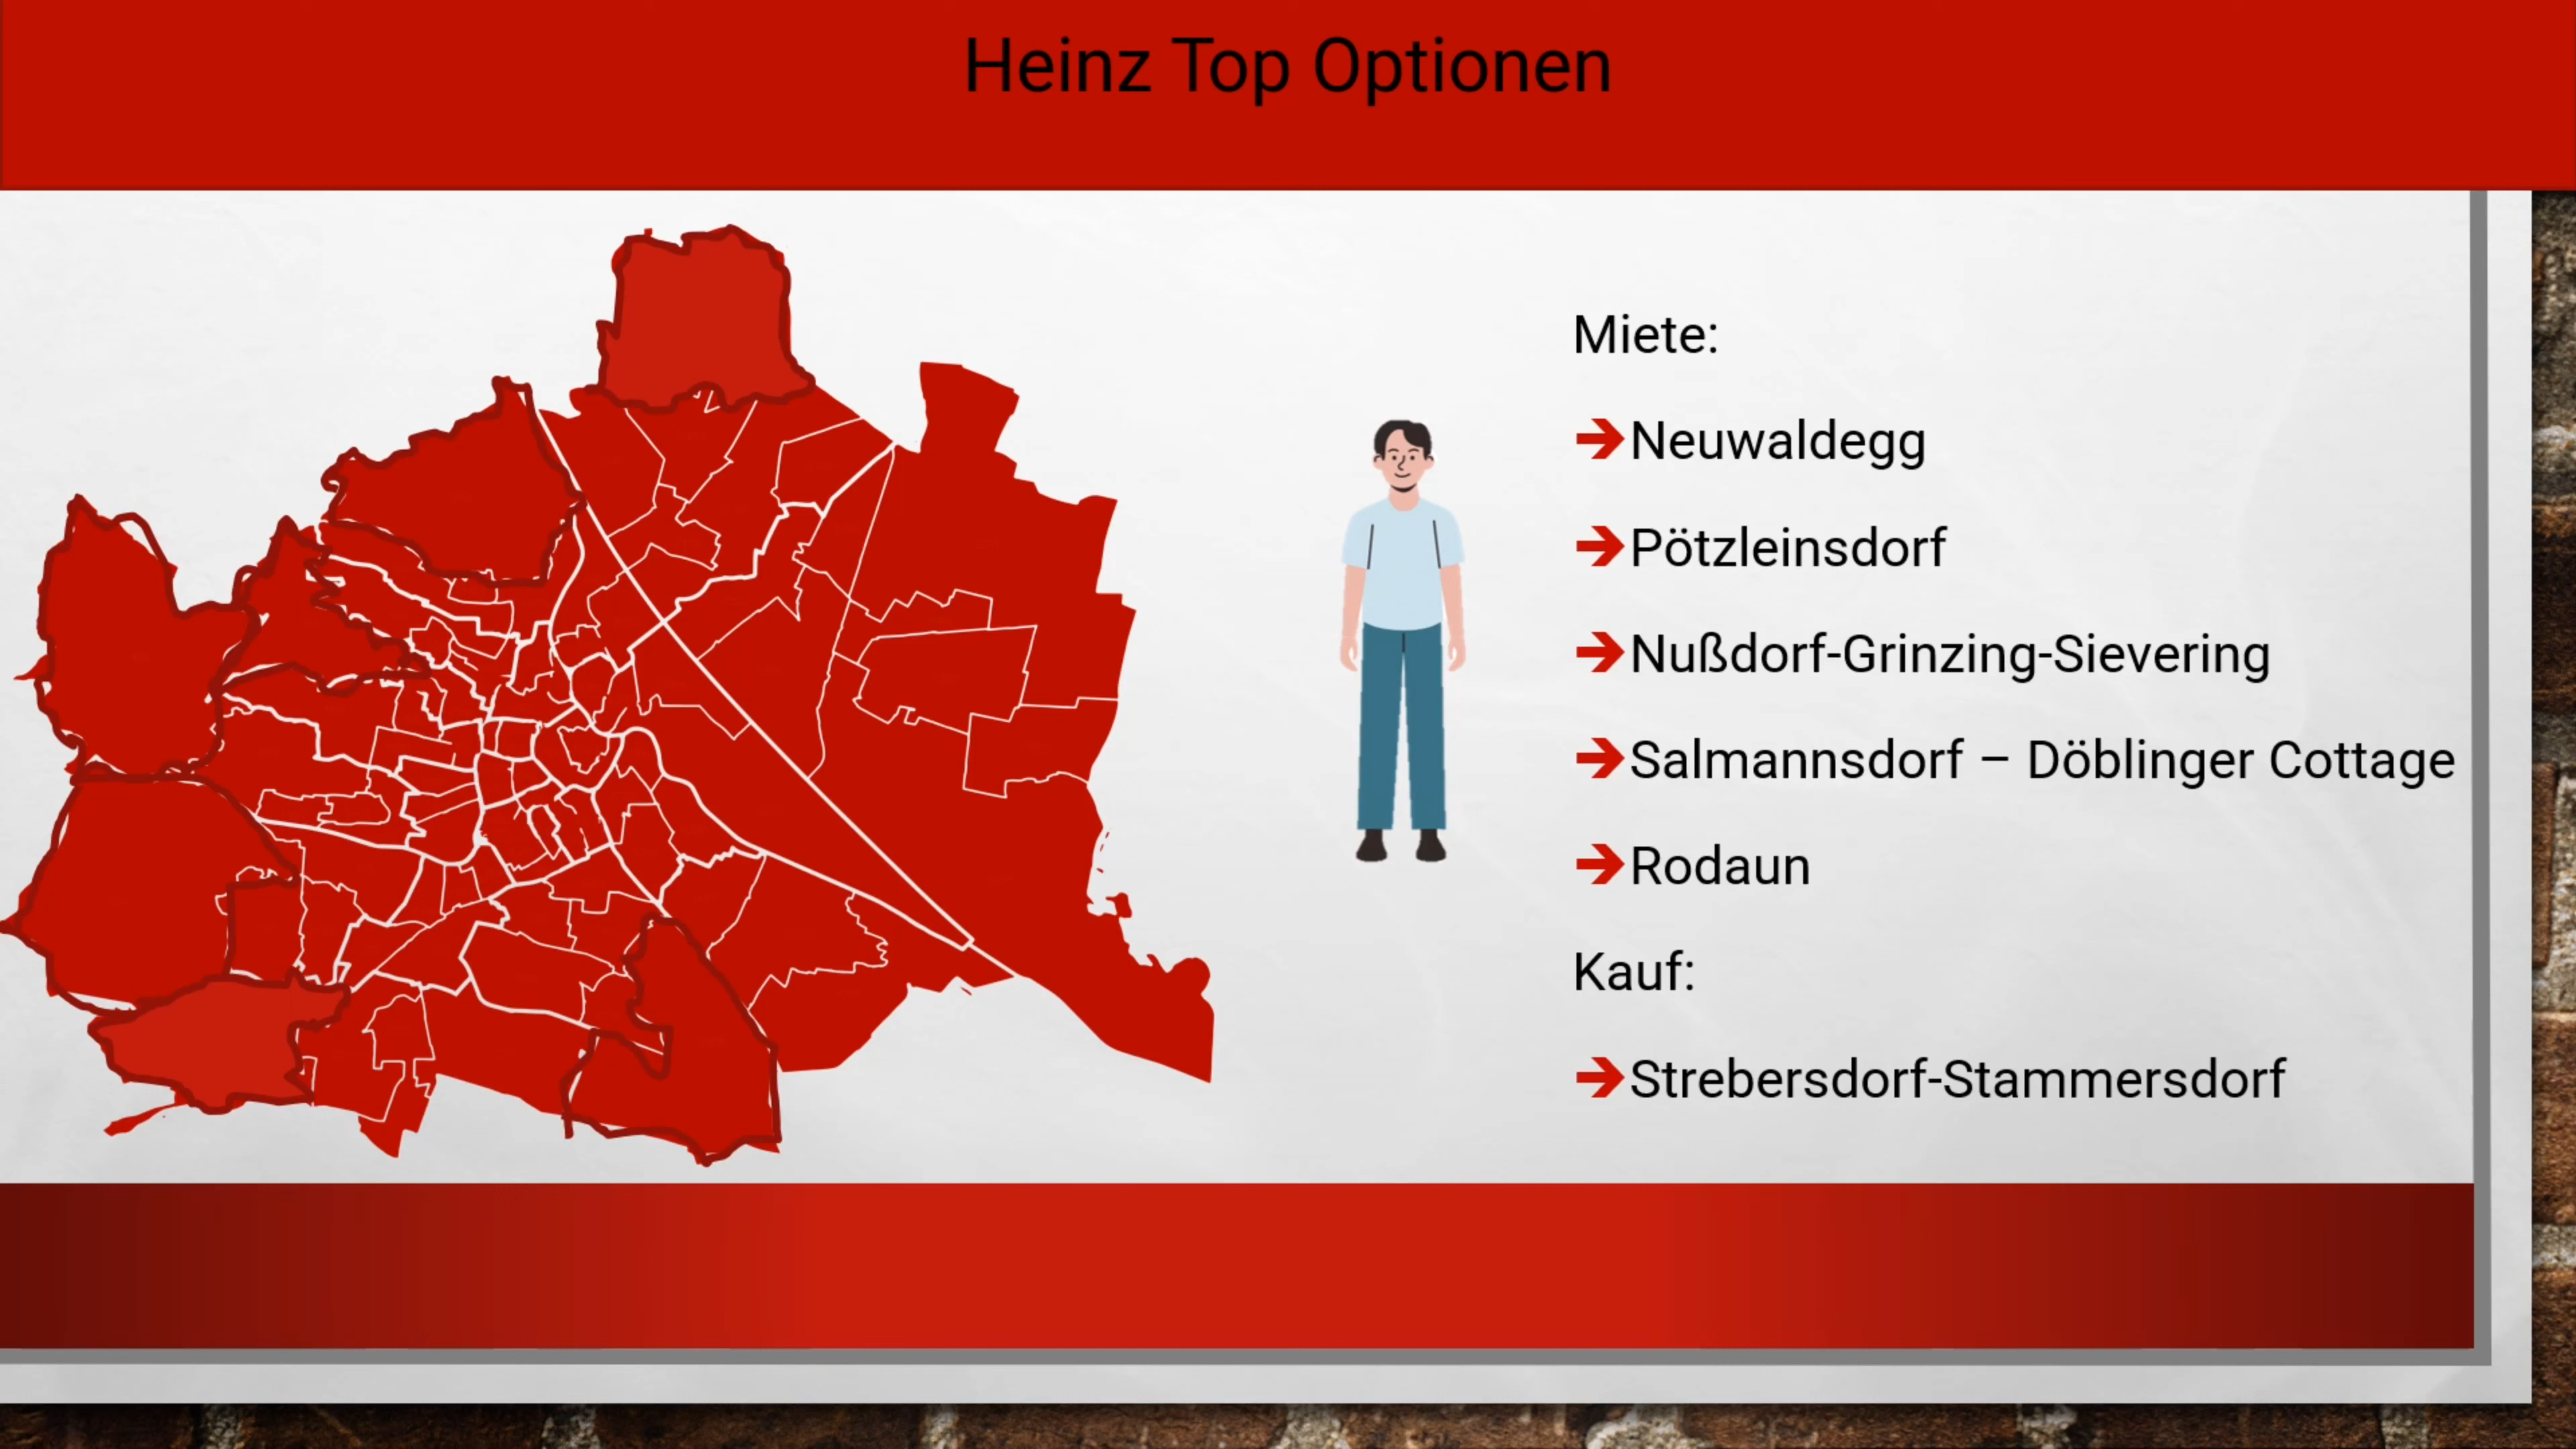 Heinz Top Optionen
Miete:
Neuwaldegg
Pötzleinsdorf
Nußdorf-Grinzing-Sievering
Salmannsdorf – Döblinger Cottage
Rodaun
Kauf:
Strebersdorf-Stammersdorf